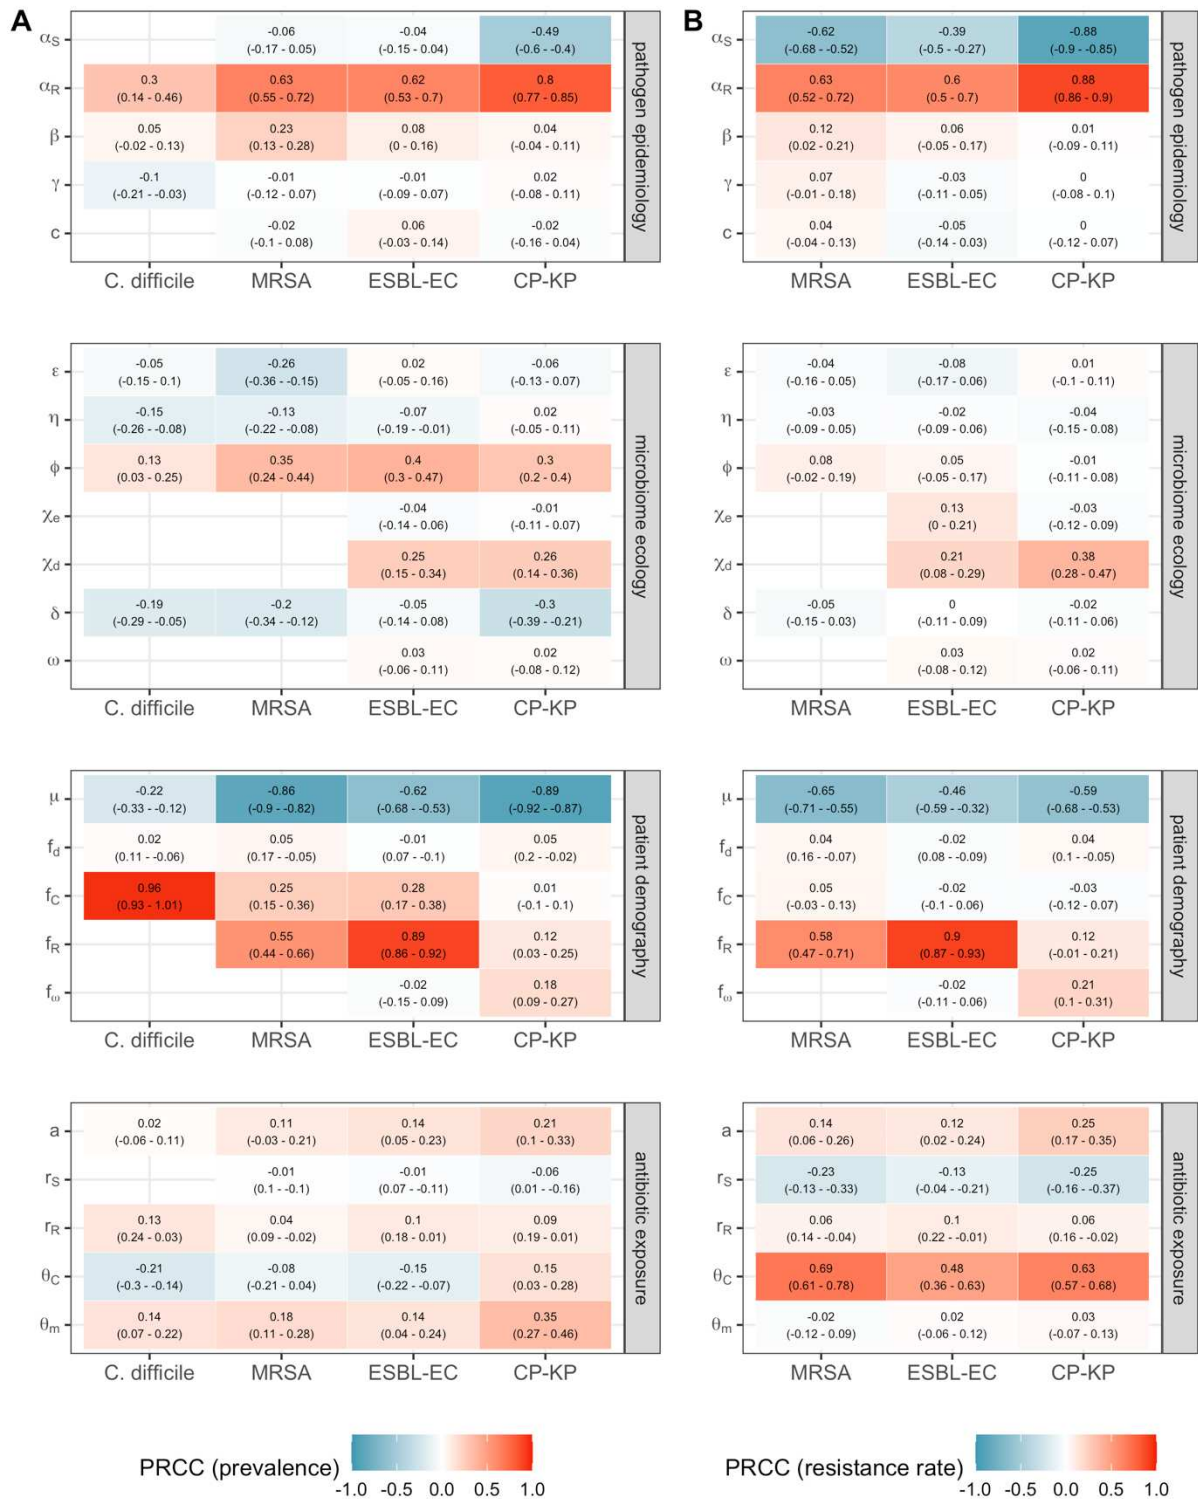 A
α_S
-0.06 -0.04 -0.49
(-0.17 - 0.05) (-0.15 - 0.04) (-0.6 - -0.4)
α_R
0.3 0.63 0.62 0.8
(0.14 - 0.46) (0.55 - 0.72) (0.53 - 0.7) (0.77 - 0.85)
β
0.05 0.23 0.08 0.04
(-0.02 - 0.13) (0.13 - 0.28) (0 - 0.16) (-0.04 - 0.11)
γ
-0.1 -0.01 -0.01 0.02
(-0.21 - -0.03) (-0.12 - 0.07) (-0.09 - 0.07) (-0.08 - 0.11)
c
-0.02 0.06 -0.02
(-0.1 - 0.08) (-0.03 - 0.14) (-0.16 - 0.04)
pathogen epidemiology
C. difficile MRSA ESBL-EC CP-KP
ε
-0.05 -0.26 0.02 -0.06
(-0.15 - 0.1) (-0.36 - -0.15) (-0.05 - 0.16) (-0.13 - 0.07)
η
-0.15 -0.13 -0.07 0.02
(-0.26 - -0.08) (-0.22 - -0.08) (-0.19 - -0.01) (-0.05 - 0.11)
ϕ
0.13 0.35 0.4 0.3
(0.03 - 0.25) (0.24 - 0.44) (0.3 - 0.47) (0.2 - 0.4)
χ_e
-0.04 -0.01
(-0.14 - 0.06) (-0.11 - 0.07)
χ_d
0.25 0.26
(0.15 - 0.34) (0.14 - 0.36)
δ
-0.19 -0.2 -0.05 -0.3
(-0.29 - -0.05) (-0.34 - -0.12) (-0.14 - 0.08) (-0.39 - -0.21)
ω
0.03 0.02
(-0.06 - 0.11) (-0.08 - 0.12)
microbiome ecology
C. difficile MRSA ESBL-EC CP-KP
μ
-0.22 -0.86 -0.62 -0.89
(-0.33 - -0.12) (-0.9 - -0.82) (-0.68 - -0.53) (-0.92 - -0.87)
f_d
0.02 0.05 -0.01 0.05
(0.11 - -0.06) (0.17 - -0.05) (0.07 - -0.1) (0.2 - -0.02)
f_C
0.96 0.25 0.28 0.01
(0.93 - 1.01) (0.15 - 0.36) (0.17 - 0.38) (-0.1 - 0.1)
f_R
0.55 0.89 0.12
(0.44 - 0.66) (0.86 - 0.92) (0.03 - 0.25)
f_ω
-0.02 0.18
(-0.15 - 0.09) (0.09 - 0.27)
patient demography
C. difficile MRSA ESBL-EC CP-KP
a
0.02 0.11 0.14 0.21
(-0.06 - 0.11) (-0.03 - 0.21) (0.05 - 0.23) (0.1 - 0.33)
r_S
-0.01 -0.01 -0.06
(0.1 - -0.1) (0.07 - -0.11) (0.01 - -0.16)
r_R
0.13 0.04 0.1 0.09
(0.24 - 0.03) (0.09 - -0.02) (0.18 - 0.01) (0.19 - 0.01)
θ_C
-0.21 -0.08 -0.15 0.15
(-0.3 - -0.14) (-0.21 - 0.04) (-0.22 - -0.07) (0.03 - 0.28)
θ_m
0.14 0.18 0.14 0.35
(0.07 - 0.22) (0.11 - 0.28) (0.04 - 0.24) (0.27 - 0.46)
antibiotic exposure
C. difficile MRSA ESBL-EC CP-KP
PRCC (prevalence)
-1.0 -0.5 0.0 0.5 1.0
B
α_S
-0.62 -0.39 -0.88
(-0.68 - -0.52) (-0.5 - -0.27) (-0.9 - -0.85)
α_R
0.63 0.6 0.88
(0.52 - 0.72) (0.5 - 0.7) (0.86 - 0.9)
β
0.12 0.06 0.01
(0.02 - 0.21) (-0.05 - 0.17) (-0.09 - 0.11)
γ
0.07 -0.03 0
(-0.01 - 0.18) (-0.11 - 0.05) (-0.08 - 0.1)
c
0.04 -0.05 0
(-0.04 - 0.13) (-0.14 - 0.03) (-0.12 - 0.07)
pathogen epidemiology
MRSA ESBL-EC CP-KP
ε
-0.04 -0.08 0.01
(-0.16 - 0.05) (-0.17 - 0.06) (-0.1 - 0.11)
η
-0.03 -0.02 -0.04
(-0.09 - 0.05) (-0.09 - 0.06) (-0.15 - 0.08)
ϕ
0.08 0.05 -0.01
(-0.02 - 0.19) (-0.05 - 0.17) (-0.11 - 0.08)
χ_e
0.13 -0.03
(0 - 0.21) (-0.12 - 0.09)
χ_d
0.21 0.38
(0.08 - 0.29) (0.28 - 0.47)
δ
-0.05 0 -0.02
(-0.15 - 0.03) (-0.11 - 0.09) (-0.11 - 0.06)
ω
0.03 0.02
(-0.08 - 0.12) (-0.06 - 0.11)
microbiome ecology
MRSA ESBL-EC CP-KP
μ
-0.65 -0.46 -0.59
(-0.71 - -0.55) (-0.59 - -0.32) (-0.68 - -0.53)
f_d
0.04 -0.02 0.04
(0.16 - -0.07) (0.08 - -0.09) (0.1 - -0.05)
f_C
0.05 -0.02 -0.03
(-0.03 - 0.13) (-0.1 - 0.06) (-0.12 - 0.07)
f_R
0.58 0.9 0.12
(0.47 - 0.71) (0.87 - 0.93) (-0.01 - 0.21)
f_ω
-0.02 0.21
(-0.11 - 0.06) (0.1 - 0.31)
patient demography
MRSA ESBL-EC CP-KP
a
0.14 0.12 0.25
(0.06 - 0.26) (0.02 - 0.24) (0.17 - 0.35)
r_S
-0.23 -0.13 -0.25
(-0.13 - -0.33) (-0.04 - -0.21) (-0.16 - -0.37)
r_R
0.06 0.1 0.06
(0.14 - -0.04) (0.22 - -0.01) (0.16 - -0.02)
θ_C
0.69 0.48 0.63
(0.61 - 0.78) (0.36 - 0.63) (0.57 - 0.68)
θ_m
-0.02 0.02 0.03
(-0.12 - 0.09) (-0.06 - 0.12) (-0.07 - 0.13)
antibiotic exposure
MRSA ESBL-EC CP-KP
PRCC (resistance rate)
-1.0 -0.5 0.0 0.5 1.0